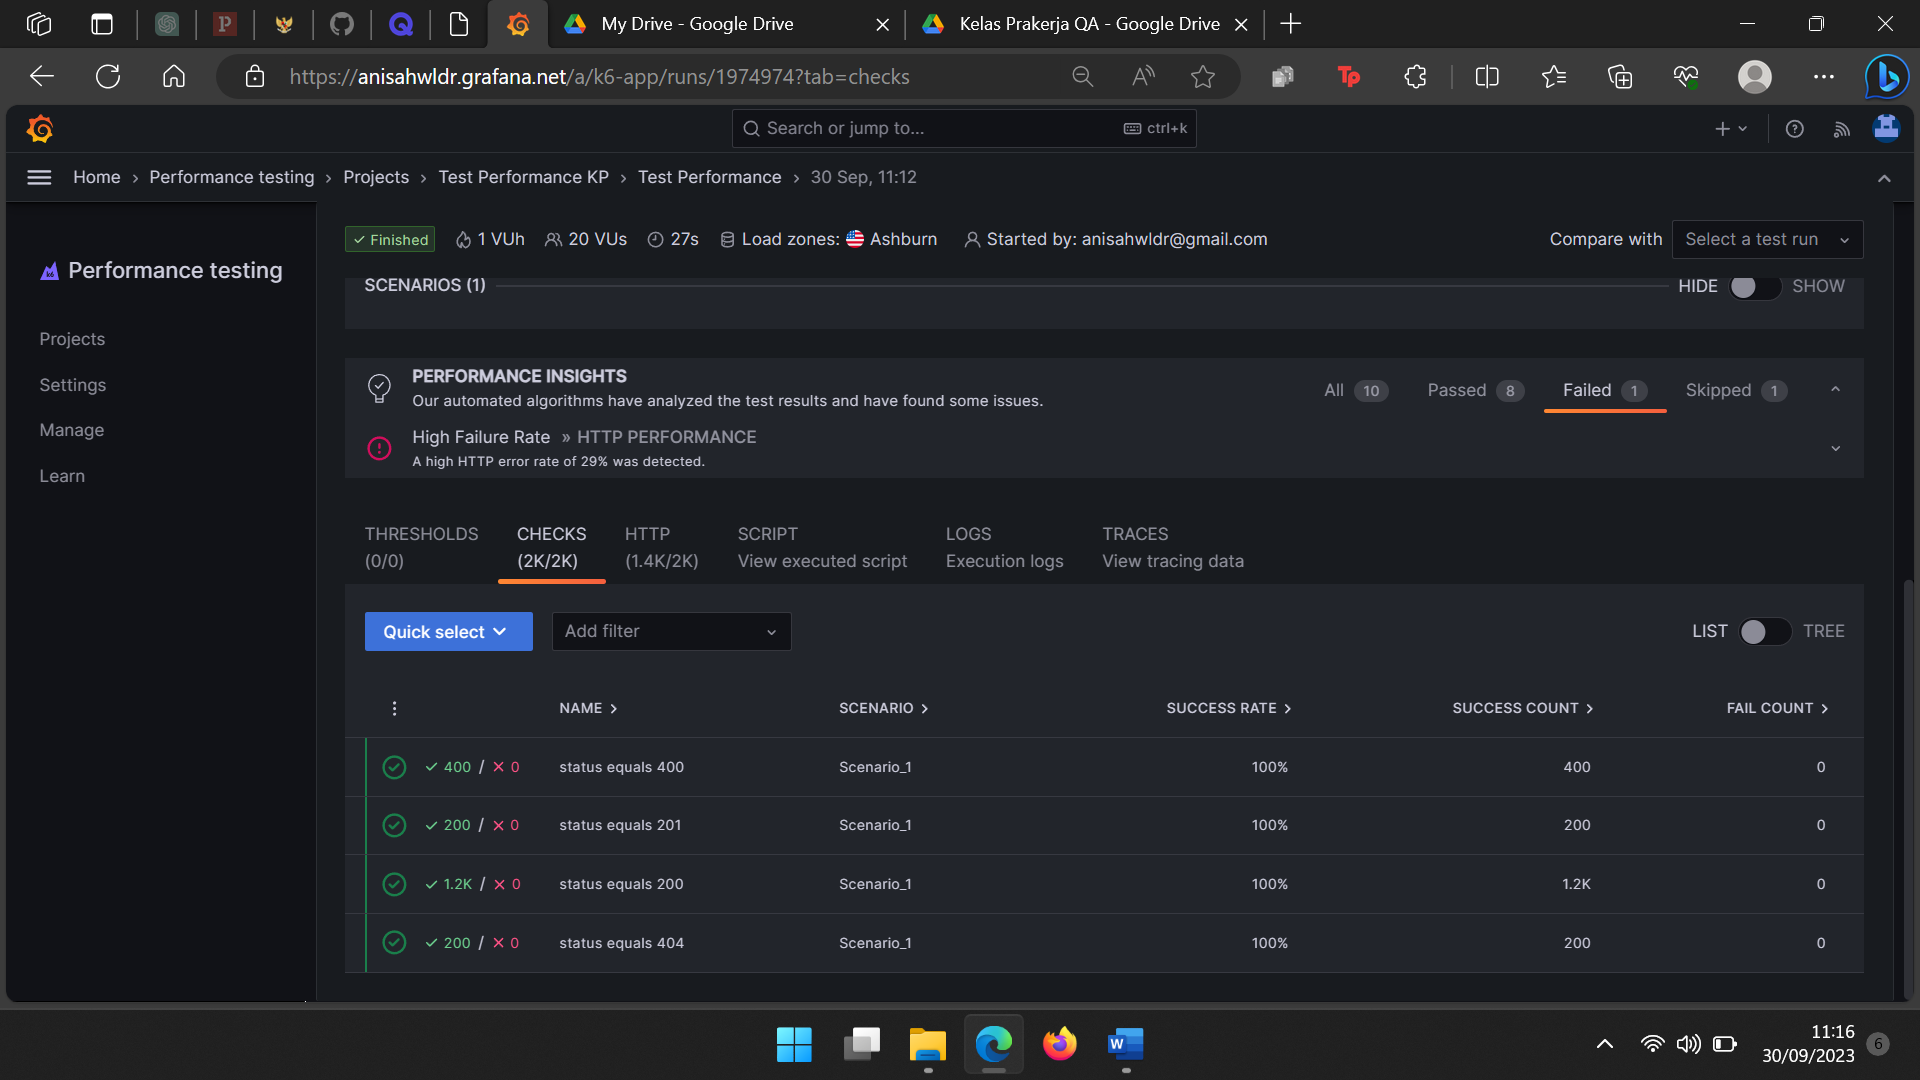 My Drive - Google Drive
Kelas Prakerja QA - Google Drive
https://anisahwldr.grafana.net/a/k6-app/runs/1974974?tab=checks
Search or jump to...
ctrl+k
Home › Performance testing › Projects › Test Performance KP › Test Performance › 30 Sep, 11:12
Finished 1 VUh 20 VUs 27s Load zones: Ashburn Started by: anisahwldr@gmail.com
Compare with Select a test run
Performance testing
Projects
Settings
Manage
Learn
SCENARIOS (1)
HIDE SHOW
PERFORMANCE INSIGHTS
Our automated algorithms have analyzed the test results and have found some issues.
All 10 Passed 8 Failed 1 Skipped 1
High Failure Rate » HTTP PERFORMANCE
A high HTTP error rate of 29% was detected.
THRESHOLDS CHECKS HTTP SCRIPT LOGS TRACES
(0/0) (2K/2K) (1.4K/2K) View executed script Execution logs View tracing data
Quick select Add filter
LIST TREE
NAME SCENARIO SUCCESS RATE SUCCESS COUNT FAIL COUNT
✓ 400 / ✕ 0 status equals 400 Scenario_1 100% 400 0
✓ 200 / ✕ 0 status equals 201 Scenario_1 100% 200 0
✓ 1.2K / ✕ 0 status equals 200 Scenario_1 100% 1.2K 0
✓ 200 / ✕ 0 status equals 404 Scenario_1 100% 200 0
11:16
30/09/2023
6